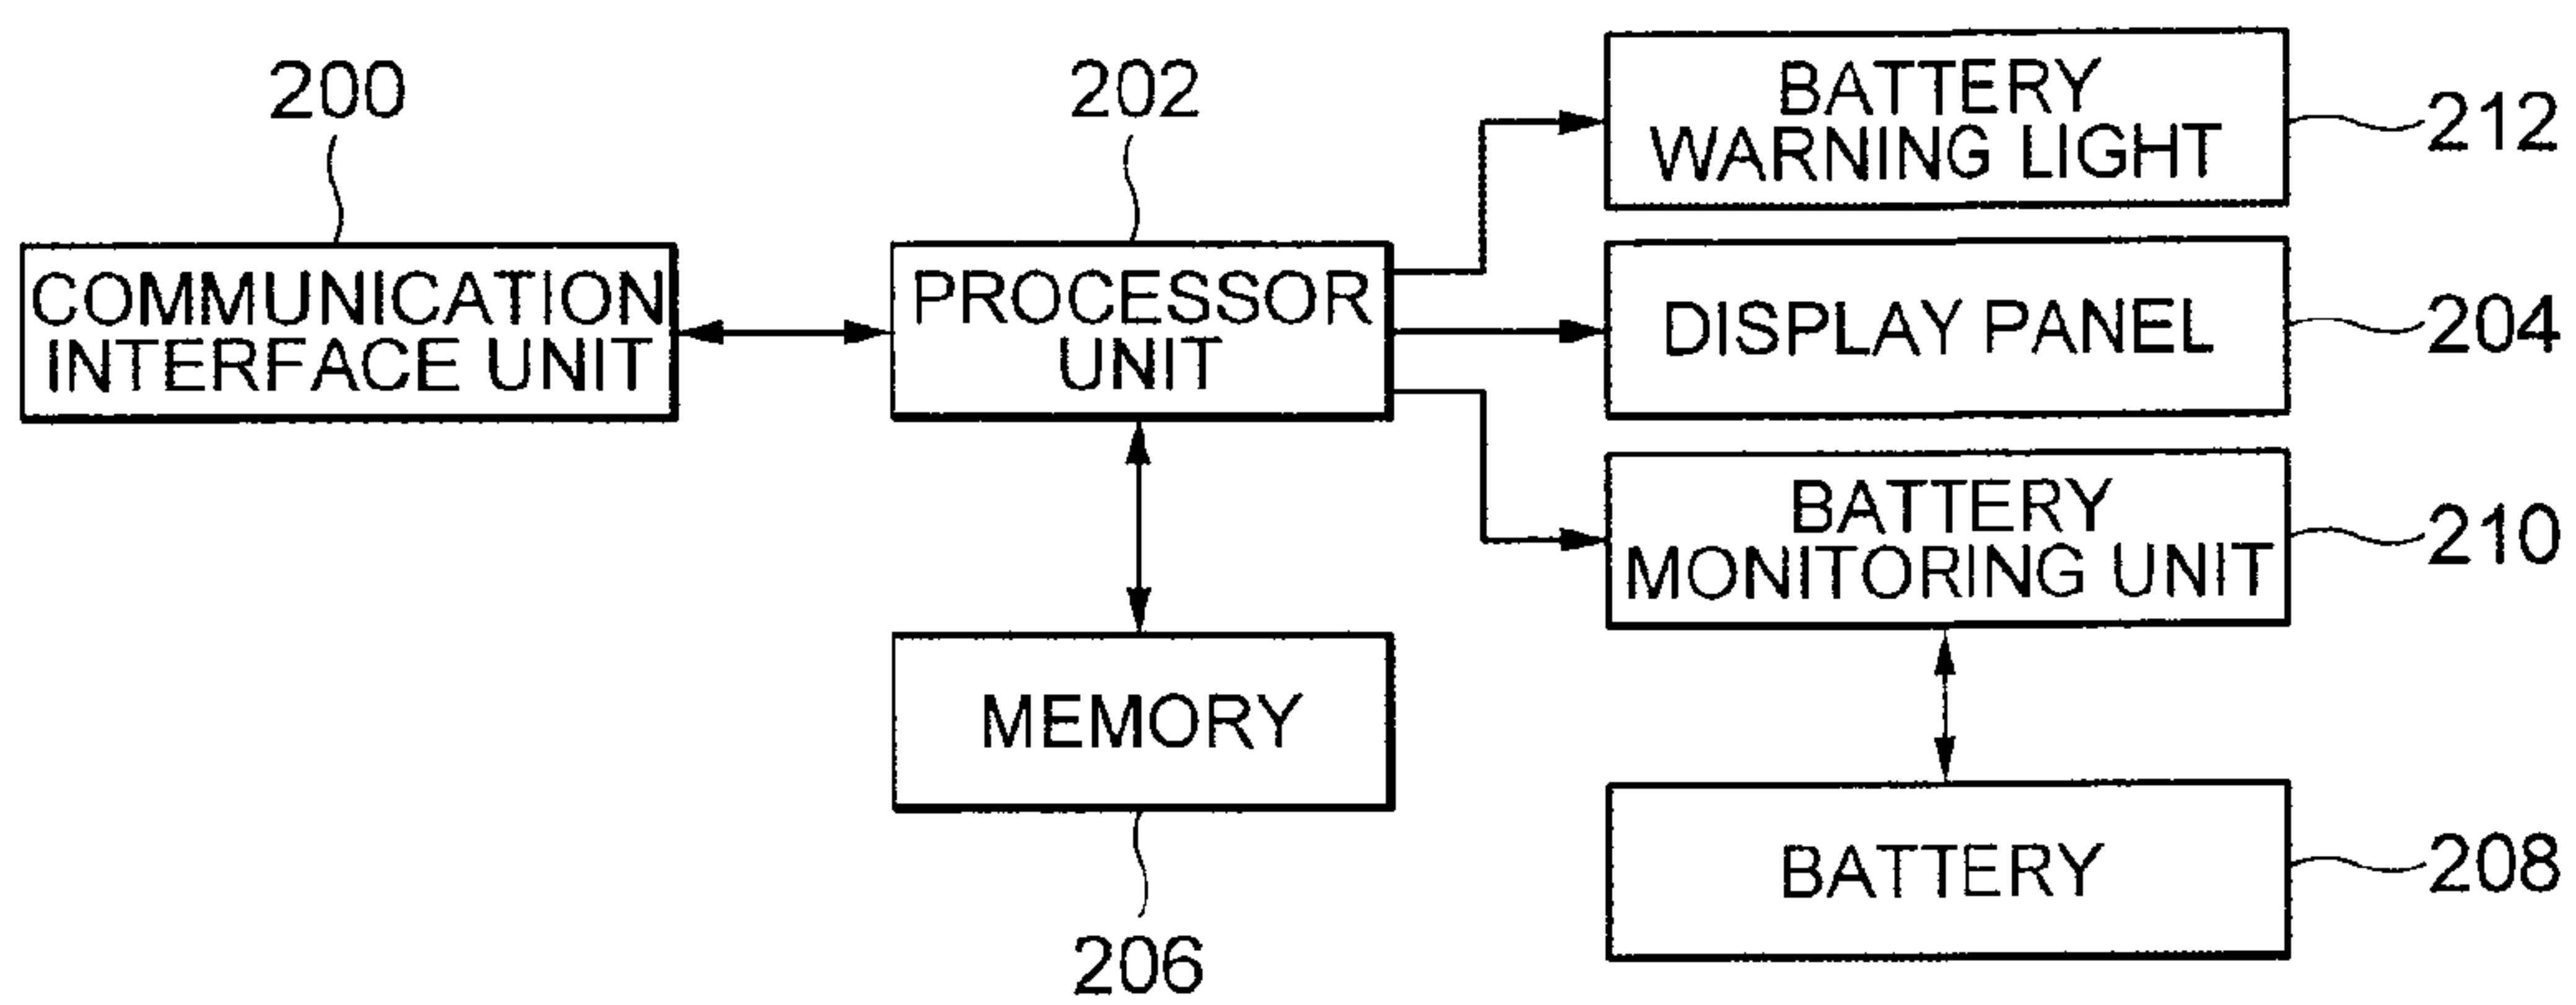 200
202
BATTERY
WARNING LIGHT
212
COMMUNICATION
INTERFACE UNIT
PROCESSOR
UNIT
DISPLAY PANEL
204
BATTERY
MONITORING UNIT
210
MEMORY
BATTERY
208
206